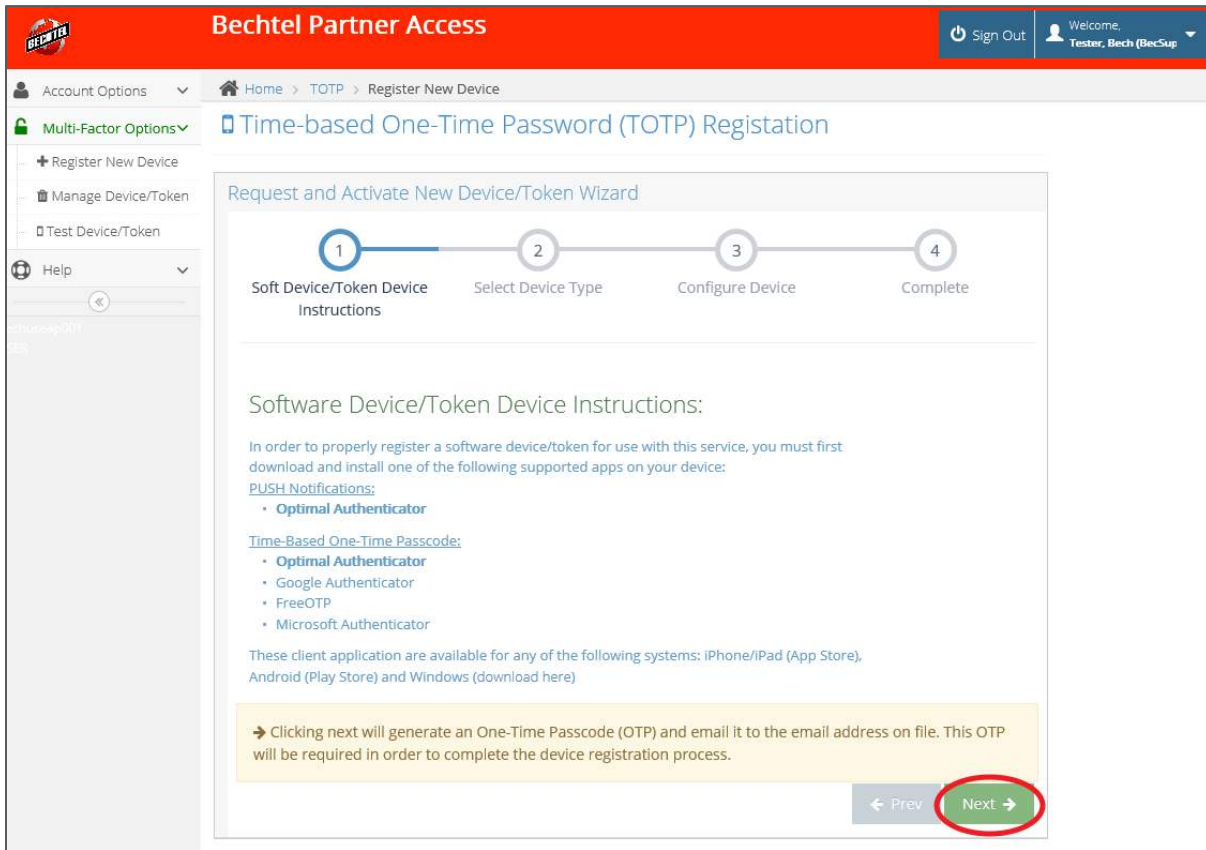 BECHTEL
Bechtel Partner Access
Sign Out
Welcome,
Tester, Bech (BecSup
Account Options
Multi-Factor Options
Register New Device
Manage Device/Token
Test Device/Token
Help
Home > TOTP > Register New Device
Time-based One-Time Password (TOTP) Registation
Request and Activate New Device/Token Wizard
1 2 3 4
Soft Device/Token Device Select Device Type Configure Device Complete
Instructions
Software Device/Token Device Instructions:
In order to properly register a software device/token for use with this service, you must first
download and install one of the following supported apps on your device:
PUSH Notifications:
• Optimal Authenticator
Time-Based One-Time Passcode:
• Optimal Authenticator
• Google Authenticator
• FreeOTP
• Microsoft Authenticator
These client application are available for any of the following systems: iPhone/iPad (App Store),
Android (Play Store) and Windows (download here)
→ Clicking next will generate an One-Time Passcode (OTP) and email it to the email address on file. This OTP
will be required in order to complete the device registration process.
← Prev Next →